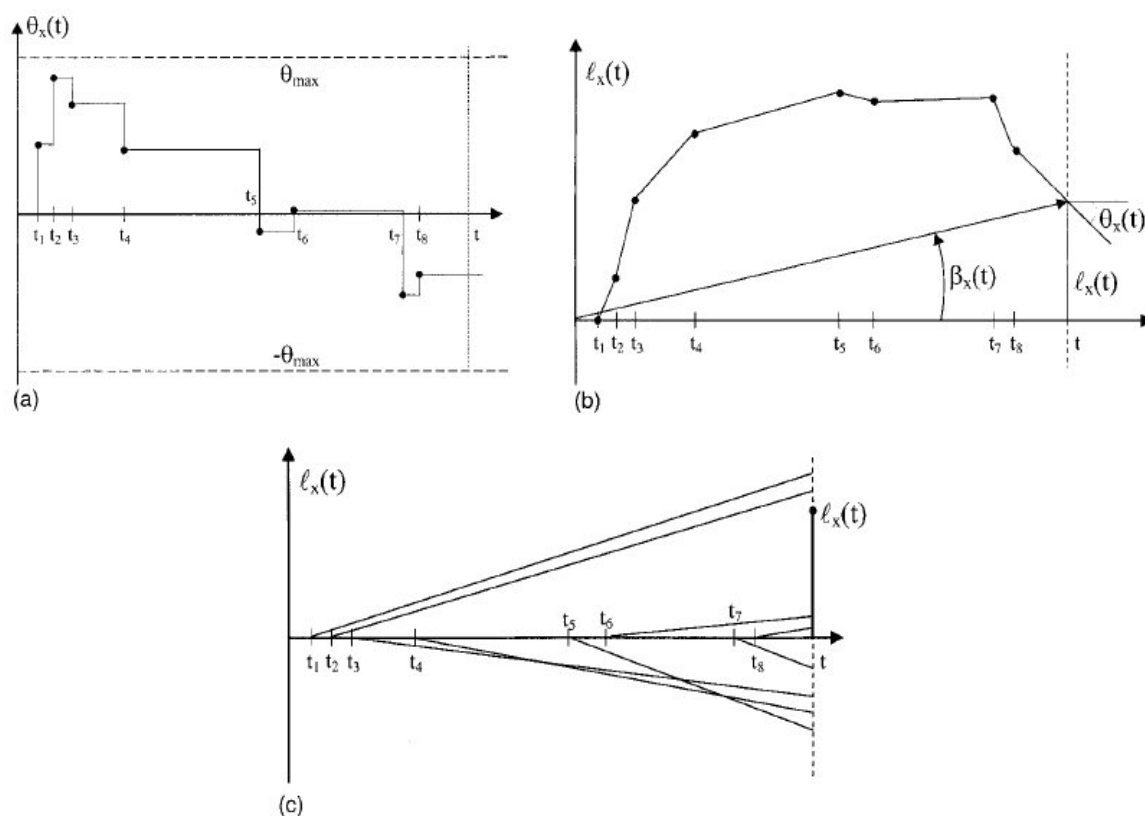 θₓ(t)
θmax
t₅
t₁ t₂ t₃ t₄ t₆ t₇ t₈ t
-θmax
(a)
ℓₓ(t)
θₓ(t)
βₓ(t)
ℓₓ(t)
t₁ t₂ t₃ t₄ t₅ t₆ t₇ t₈ t
(b)
ℓₓ(t)
ℓₓ(t)
t₅ t₆ t₇
t₁ t₂ t₃ t₄ t₈ t
(c)